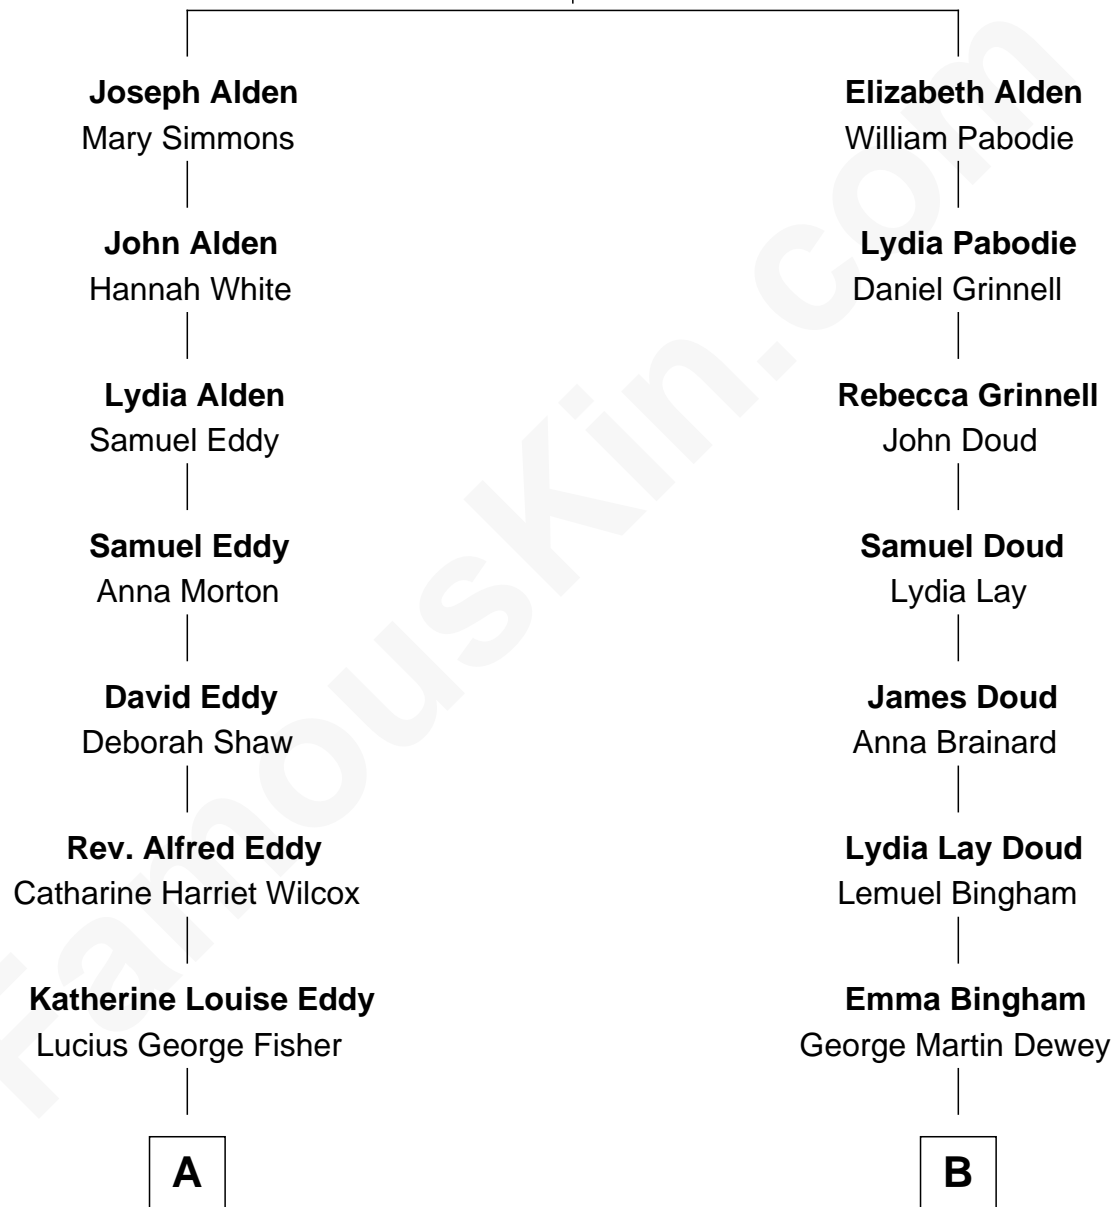 Joseph Alden
Mary Simmons
Elizabeth Alden
William Pabodie
John Alden
Hannah White
Lydia Pabodie
Daniel Grinnell
Lydia Alden
Samuel Eddy
Rebecca Grinnell
John Doud
Samuel Eddy
Anna Morton
Samuel Doud
Lydia Lay
David Eddy
Deborah Shaw
James Doud
Anna Brainard
Rev. Alfred Eddy
Catharine Harriet Wilcox
Lydia Lay Doud
Lemuel Bingham
Katherine Louise Eddy
Lucius George Fisher
Emma Bingham
George Martin Dewey
A
B
FamousKin.com